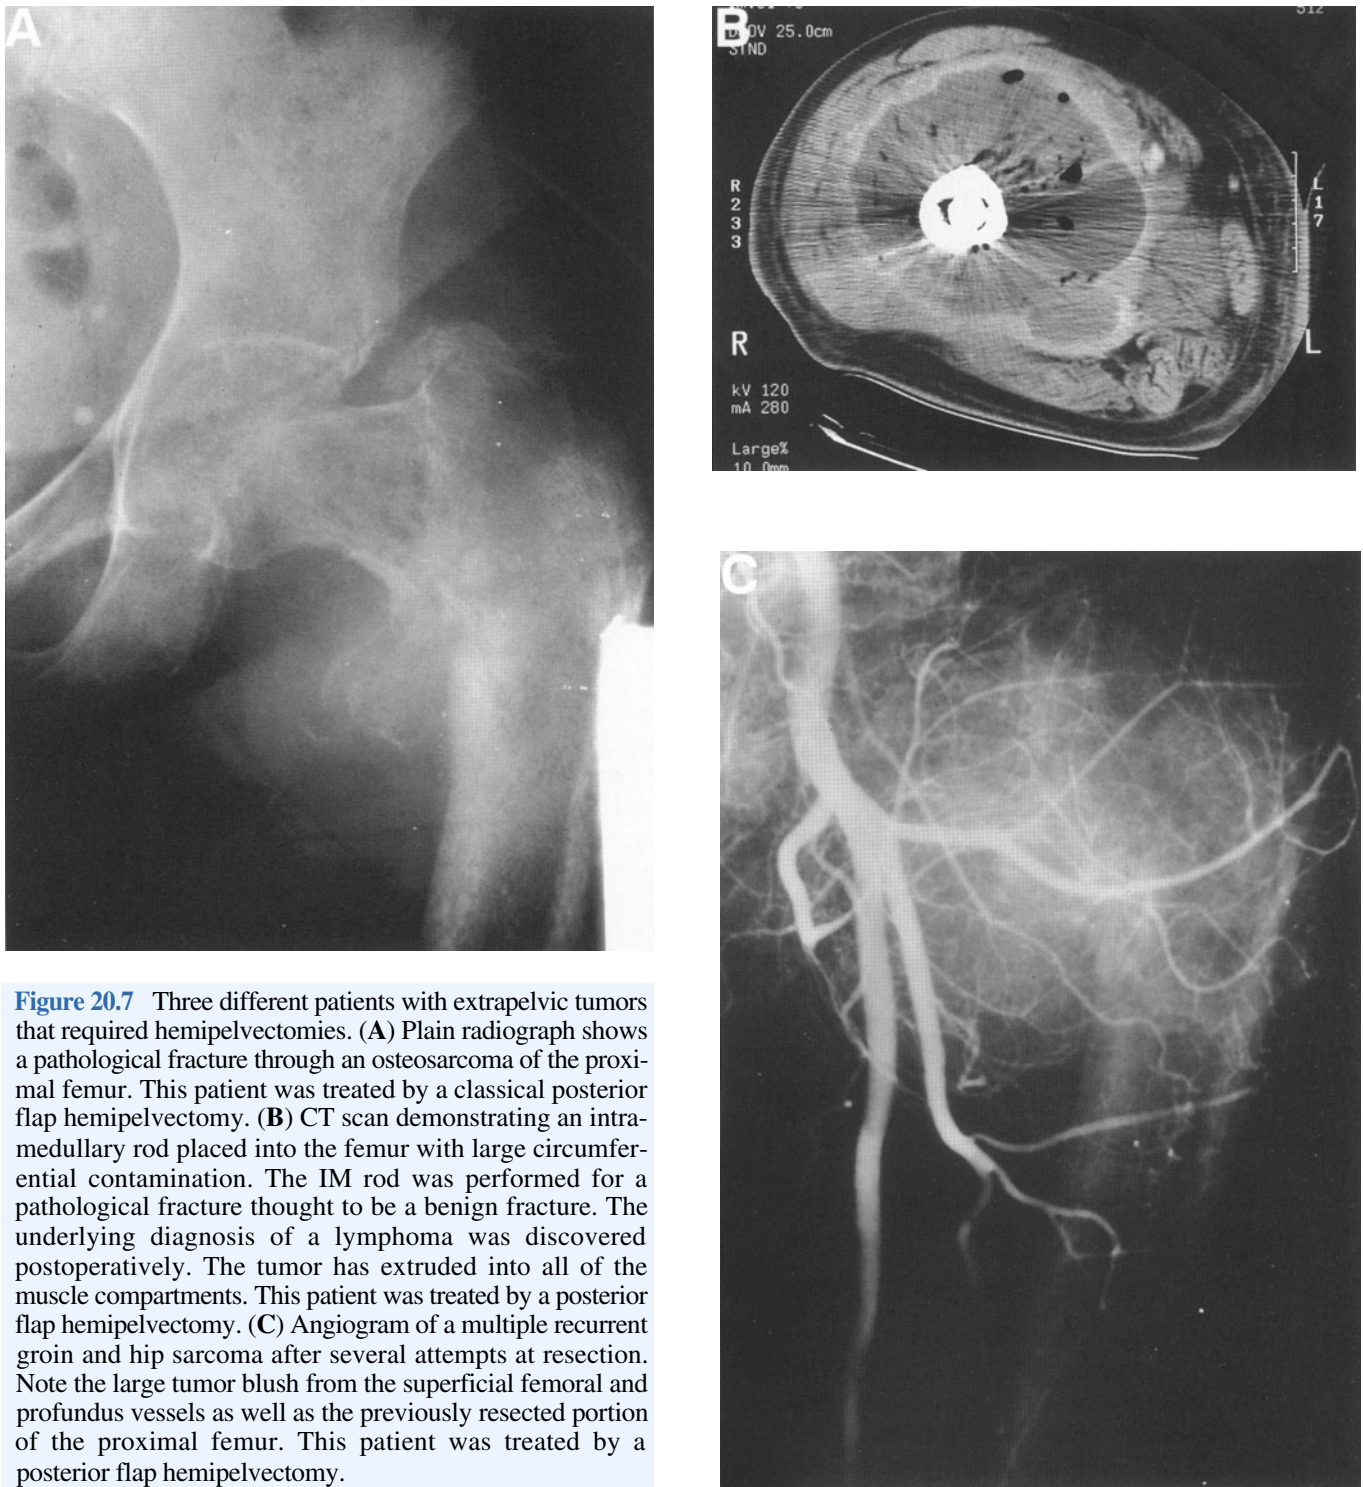 A
B
DFOV 25.0cm
STND
512
R
2
3
3
L
1
7
R
L
kV 120
mA 280
Large%
10.0mm
C
Figure 20.7 Three different patients with extrapelvic tumors
that required hemipelvectomies. (A) Plain radiograph shows
a pathological fracture through an osteosarcoma of the proxi-
mal femur. This patient was treated by a classical posterior
flap hemipelvectomy. (B) CT scan demonstrating an intra-
medullary rod placed into the femur with large circumfer-
ential contamination. The IM rod was performed for a
pathological fracture thought to be a benign fracture. The
underlying diagnosis of a lymphoma was discovered
postoperatively. The tumor has extruded into all of the
muscle compartments. This patient was treated by a posterior
flap hemipelvectomy. (C) Angiogram of a multiple recurrent
groin and hip sarcoma after several attempts at resection.
Note the large tumor blush from the superficial femoral and
profundus vessels as well as the previously resected portion
of the proximal femur. This patient was treated by a
posterior flap hemipelvectomy.